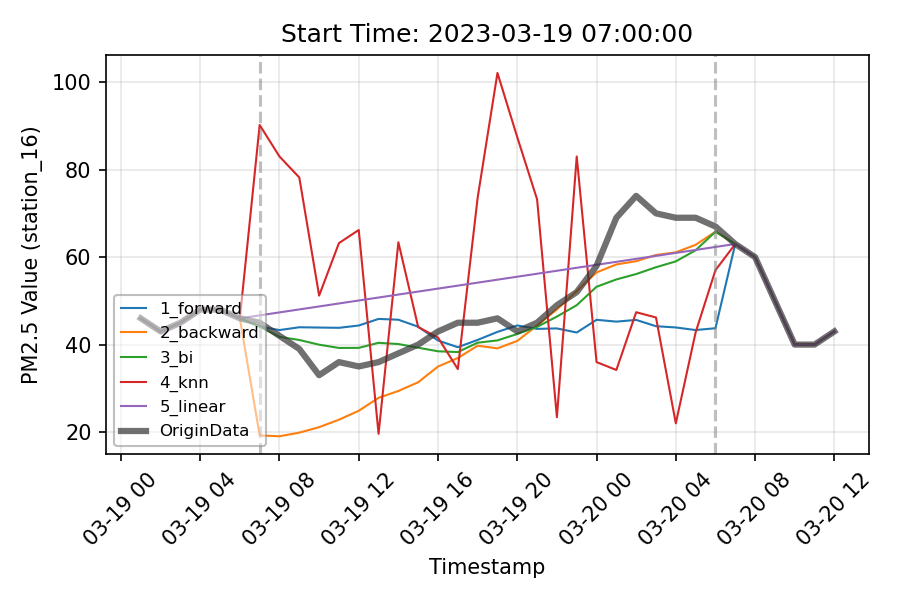 Start Time: 2023-03-19 07:00:00
PM2.5 Value (station_16)
100
80
60
40
20
1_forward
2_backward
3_bi
4_knn
5_linear
OriginData
03-19 00
03-19 04
03-19 08
03-19 12
03-19 16
03-19 20
03-20 00
03-20 04
03-20 08
03-20 12
Timestamp